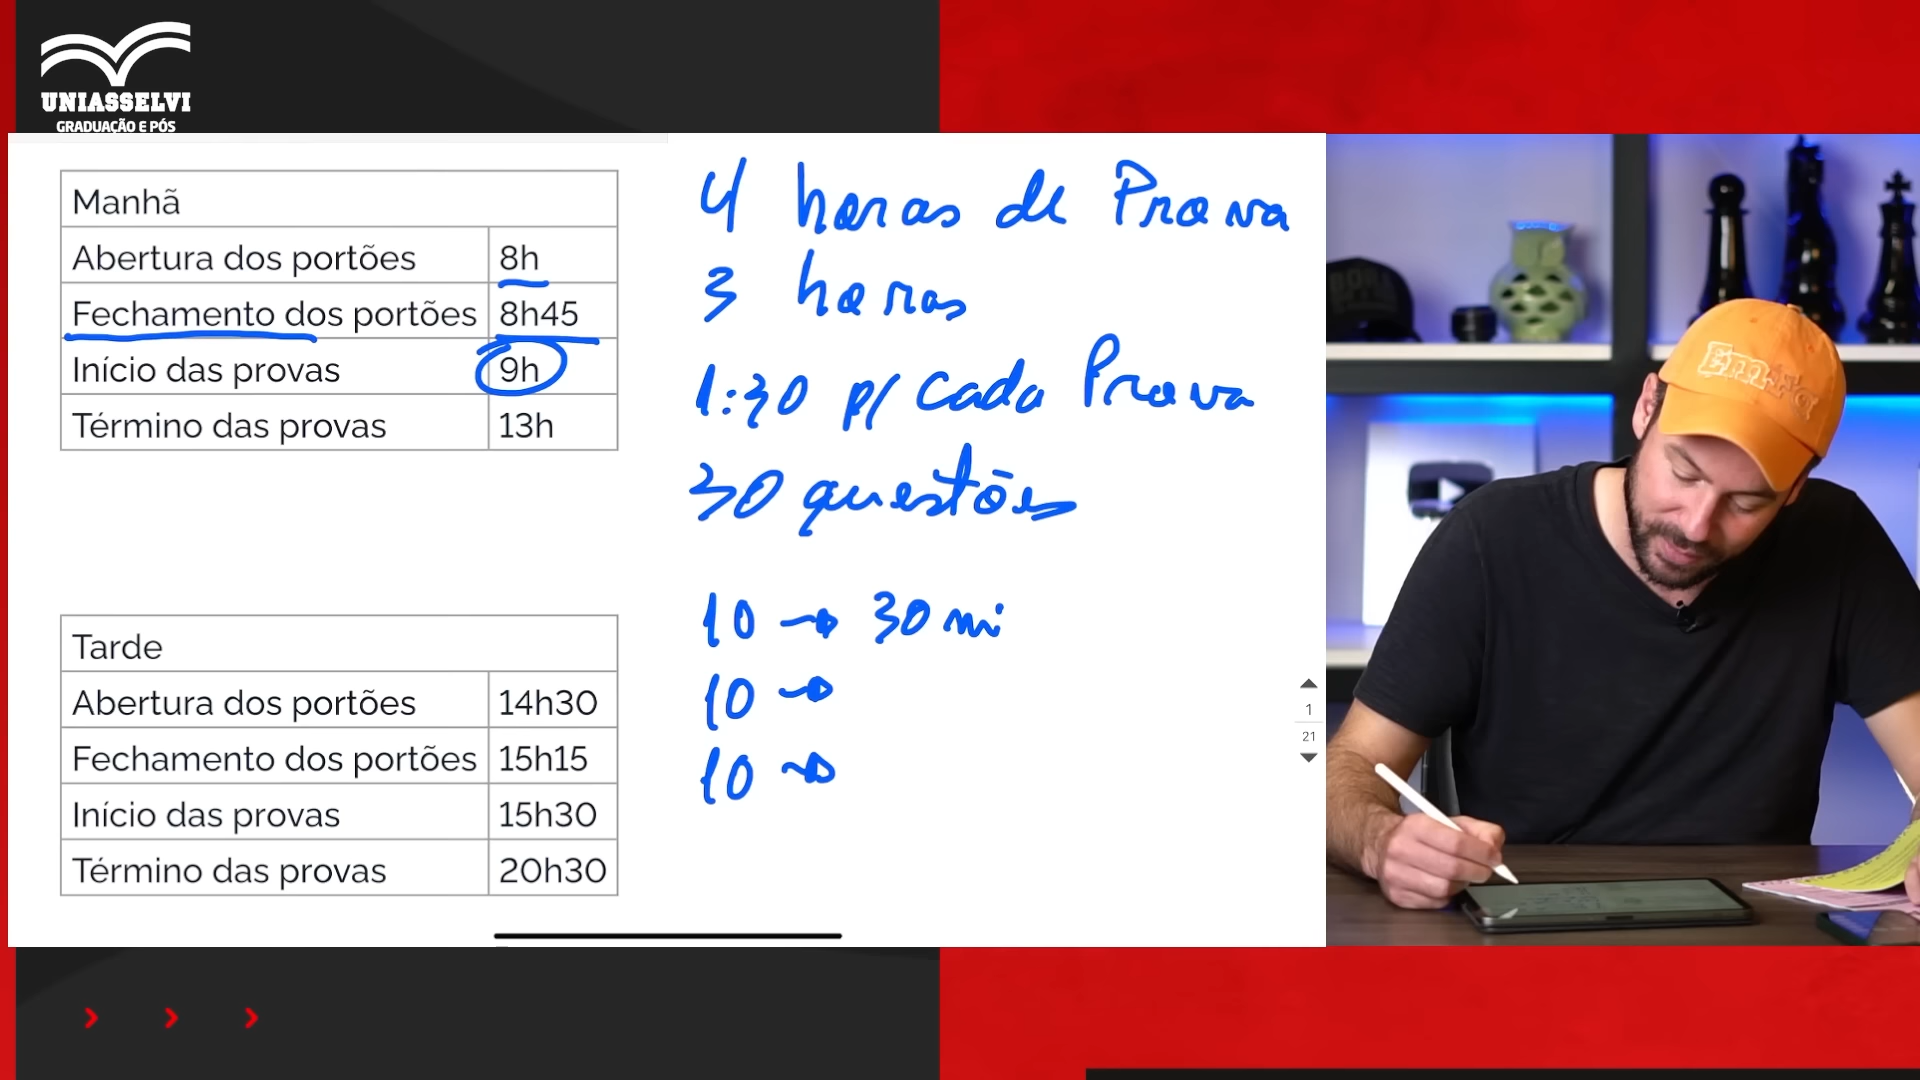 UNIASSELVI
GRADUAÇÃO E PÓS
Manhã
Abertura dos portões 8h
Fechamento dos portões 8h45
Início das provas 9h
Término das provas 13h
Tarde
Abertura dos portões 14h30
Fechamento dos portões 15h15
Início das provas 15h30
Término das provas 20h30
4 horas de Prova
3 horas
1:30 p/ cada Prova
30 questões
10 → 30 mi
10 →
10 →
1
21